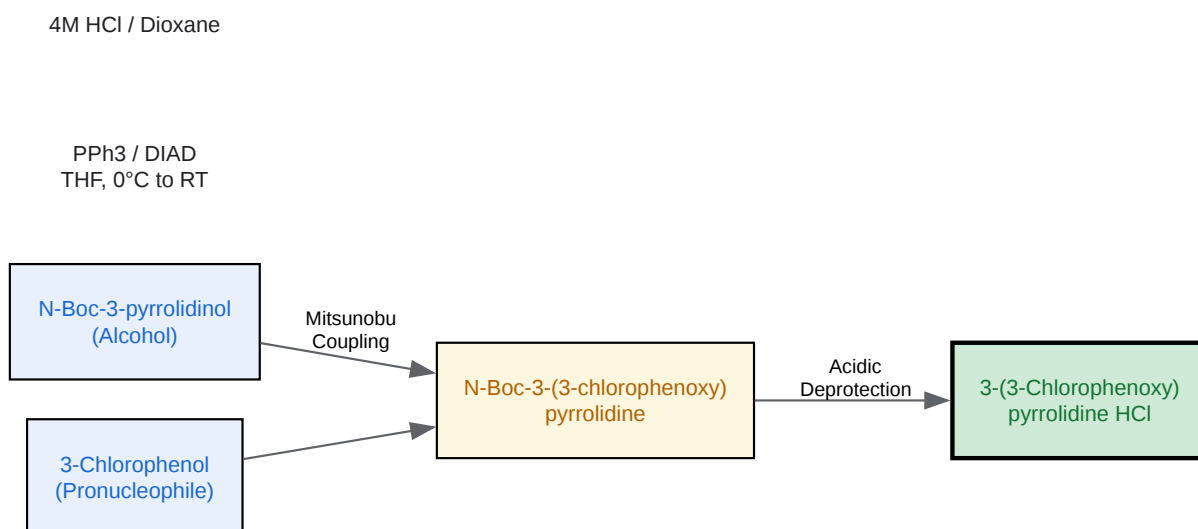 4M HCl / Dioxane
PPh3 / DIAD
THF, 0°C to RT
N-Boc-3-pyrrolidinol
(Alcohol)
Mitsunobu
Coupling
3-Chlorophenol
(Pronucleophile)
N-Boc-3-(3-chlorophenoxy)
pyrrolidine
Acidic
Deprotection
3-(3-Chlorophenoxy)
pyrrolidine HCl